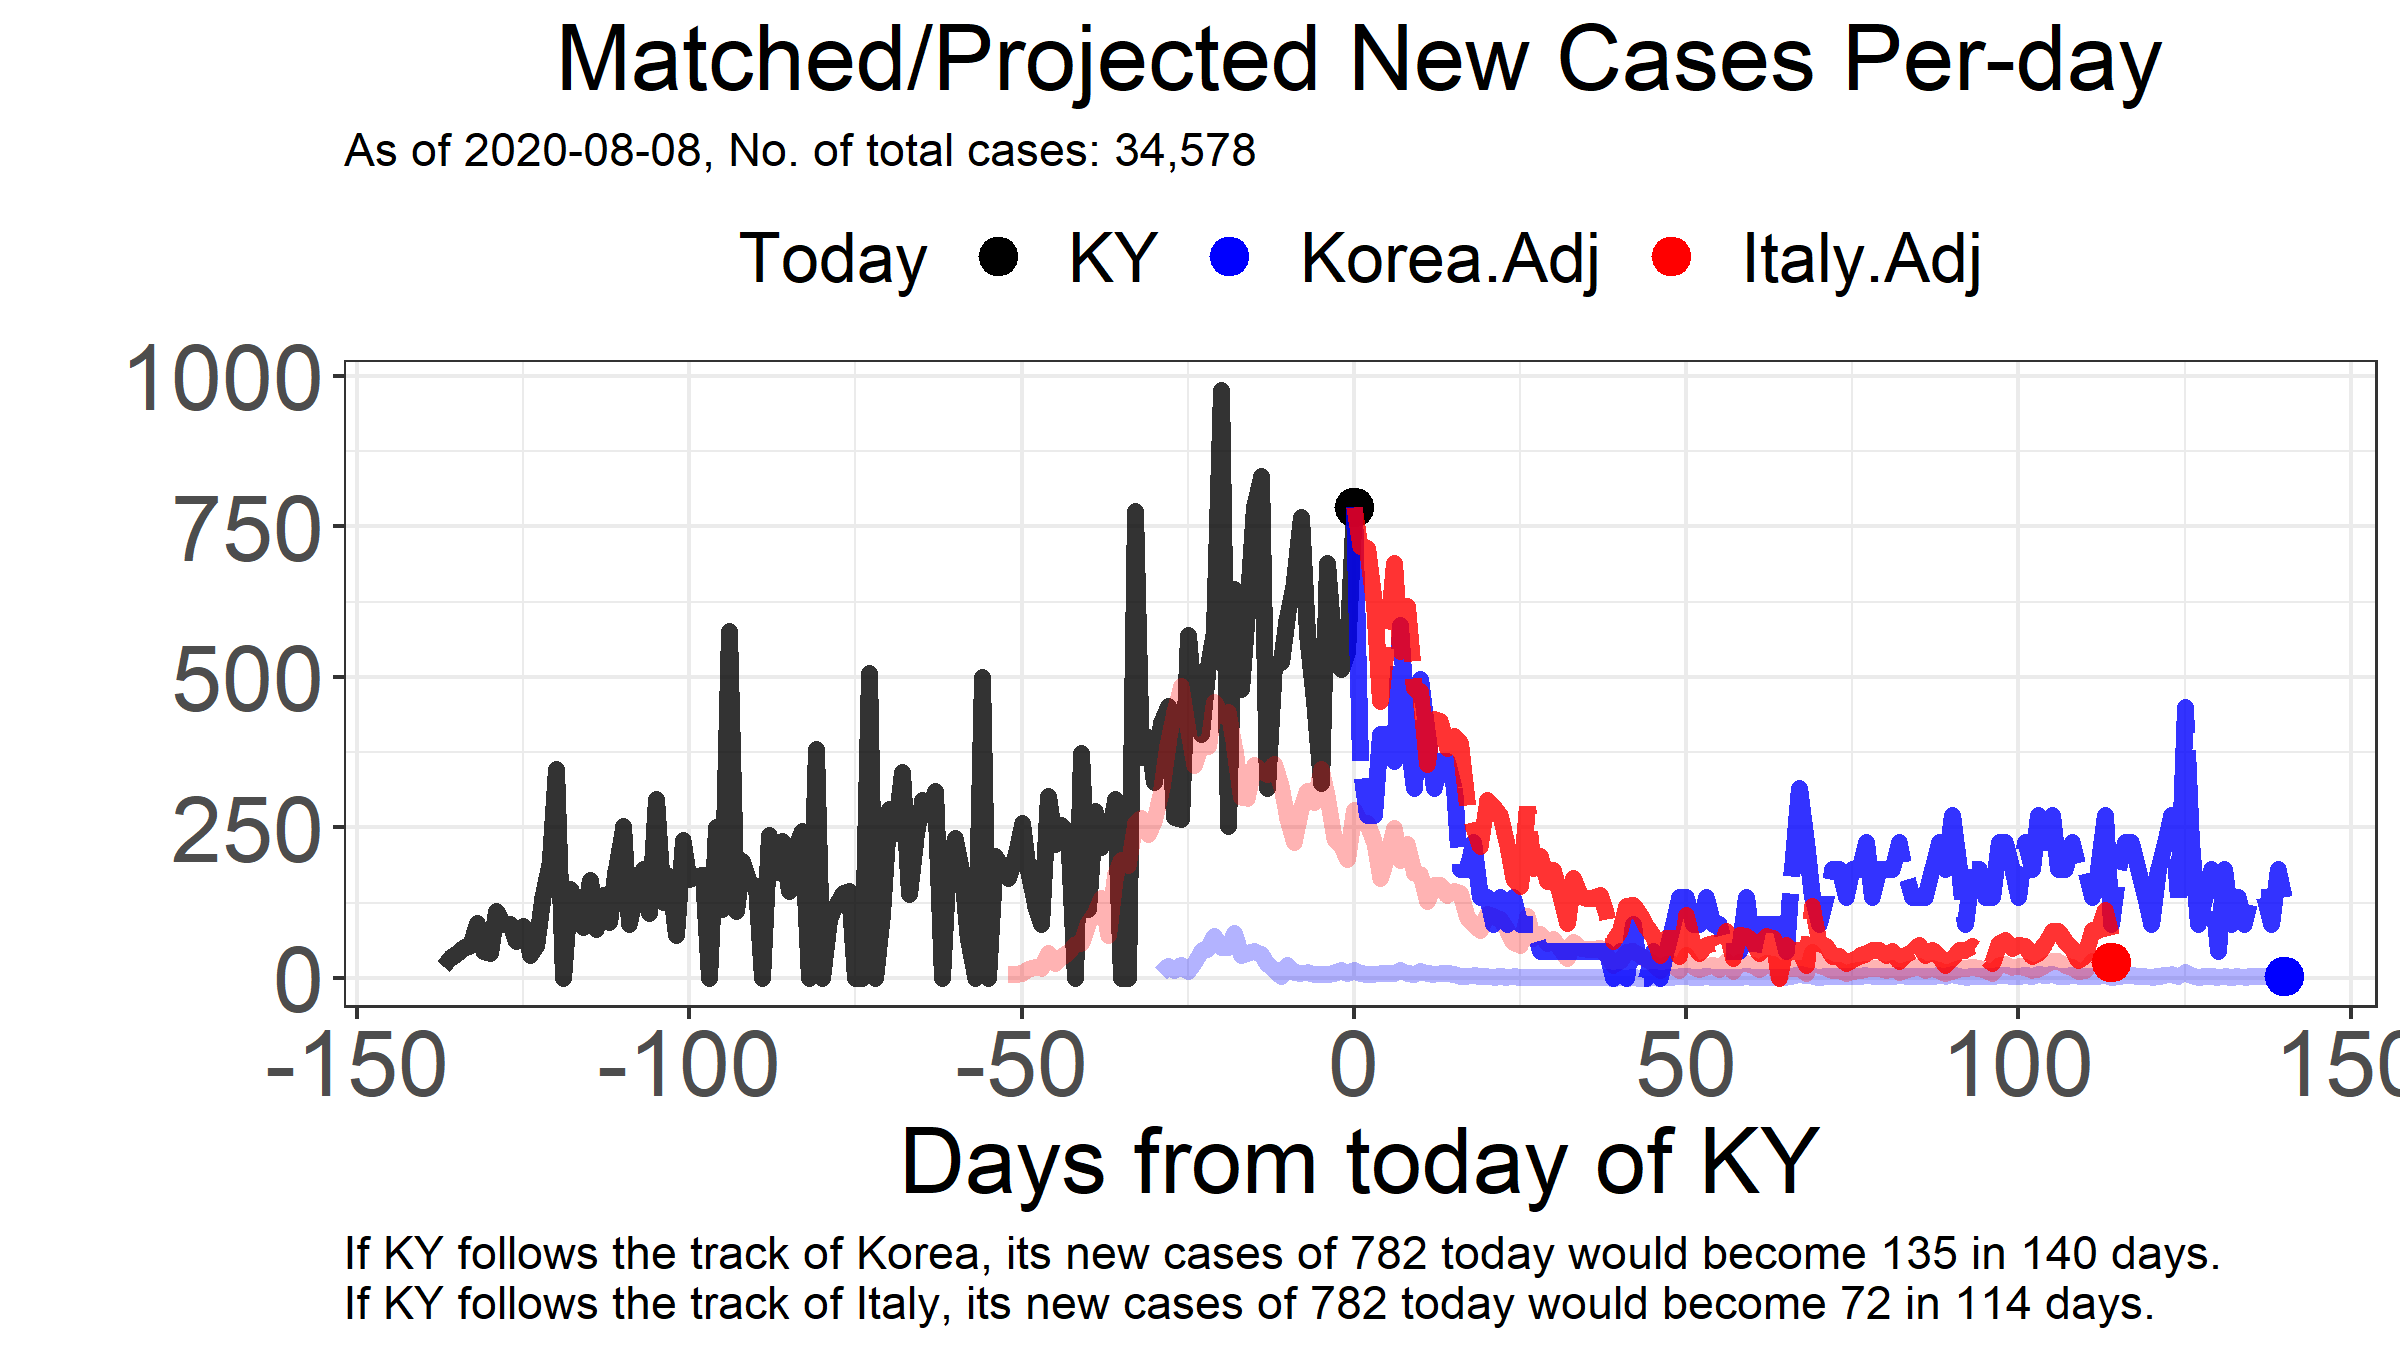 Matched/Projected New Cases Per-day
As of 2020-08-08, No. of total cases: 34,578
Today KY Korea.Adj Italy.Adj
1000
750
500
250
0
-150 -100 -50 0 50 100 150
Days from today of KY
If KY follows the track of Korea, its new cases of 782 today would become 135 in 140 days.
If KY follows the track of Italy, its new cases of 782 today would become 72 in 114 days.